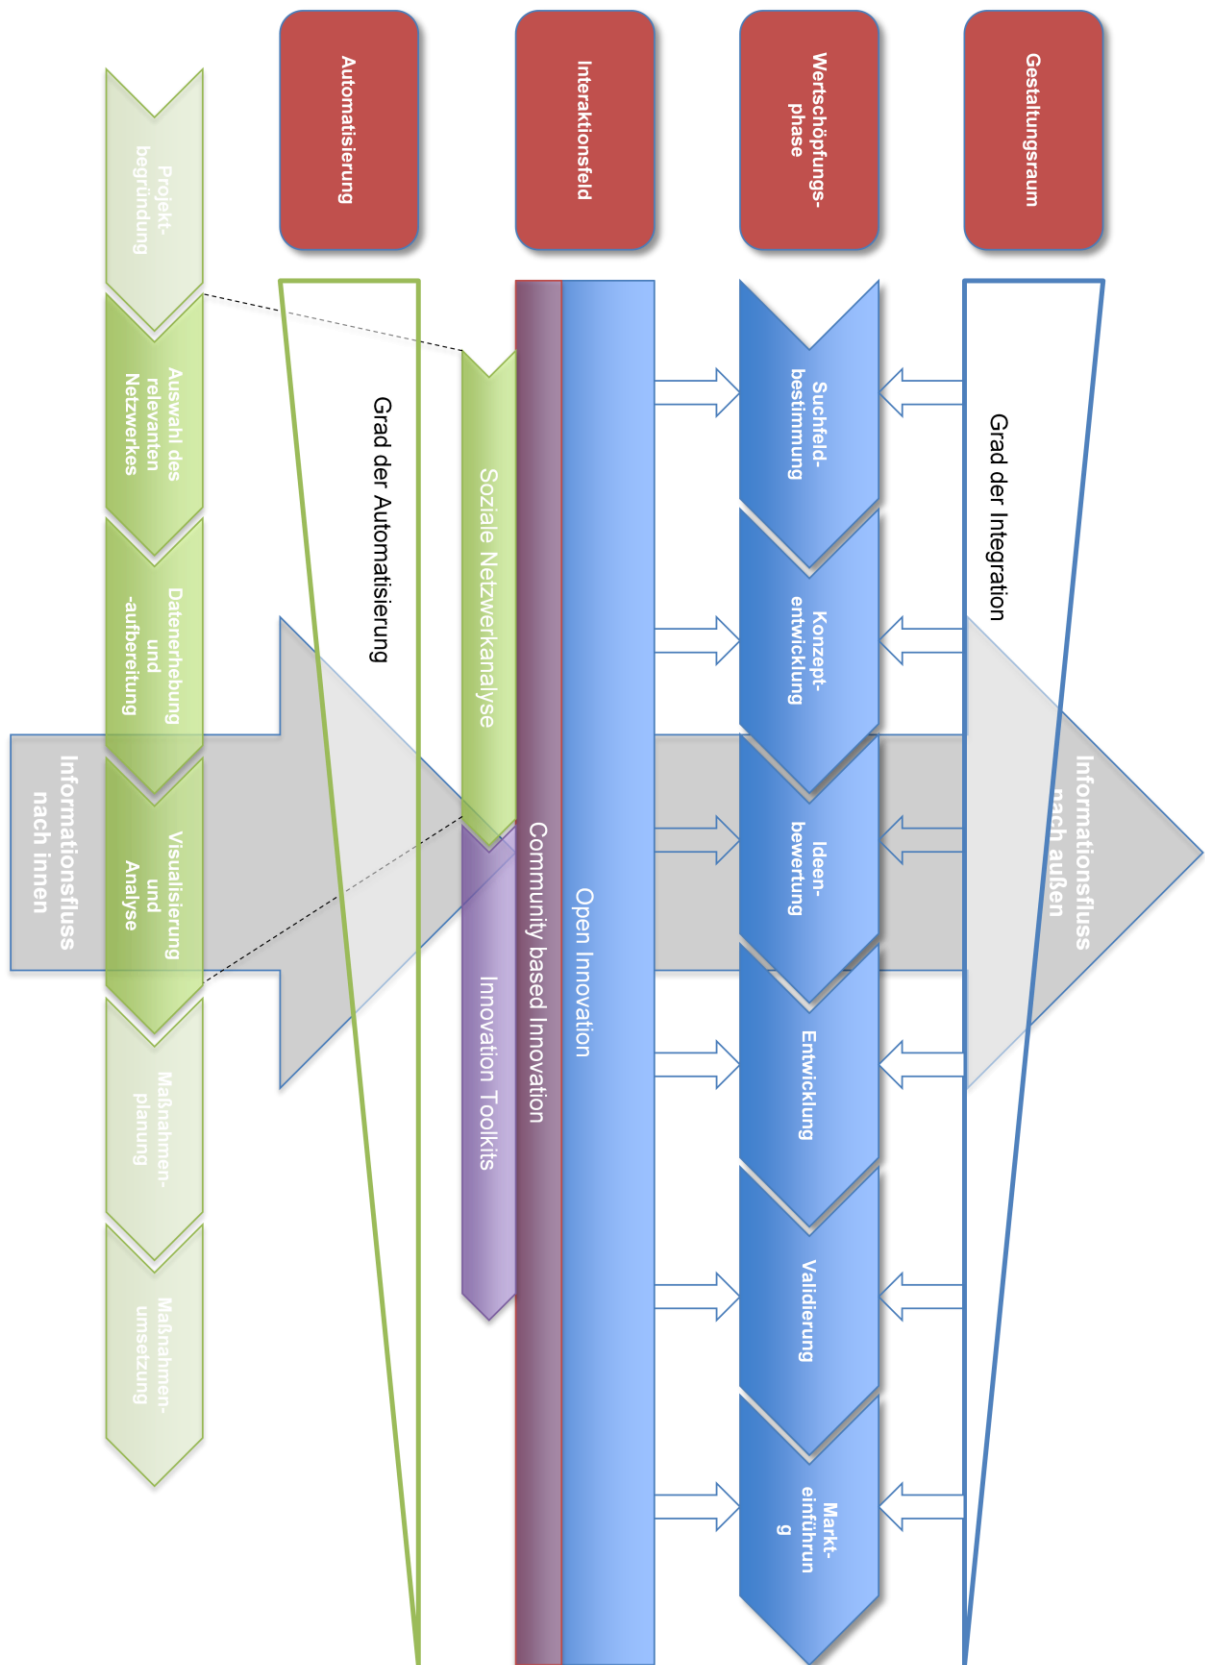 Gestaltungsraum
Grad der Integration
Informationsfluss
nach außen
Wertschöpfungs-
phase
Suchfeld-
bestimmung
Konzept-
entwicklung
Ideen-
bewertung
Entwicklung
Validierung
Markt-
einführun
g
Interaktionsfeld
Open Innovation
Community based Innovation
Soziale Netzwerkanalyse
Innovation Toolkits
Automatisierung
Grad der Automatisierung
Projekt-
begründung
Auswahl des
relevanten
Netzwerkes
Datenerhebung
und
-aufbereitung
Visualisierung
und
Analyse
Maßnahmen-
planung
Maßnahmen-
umsetzung
Informationsfluss
nach innen